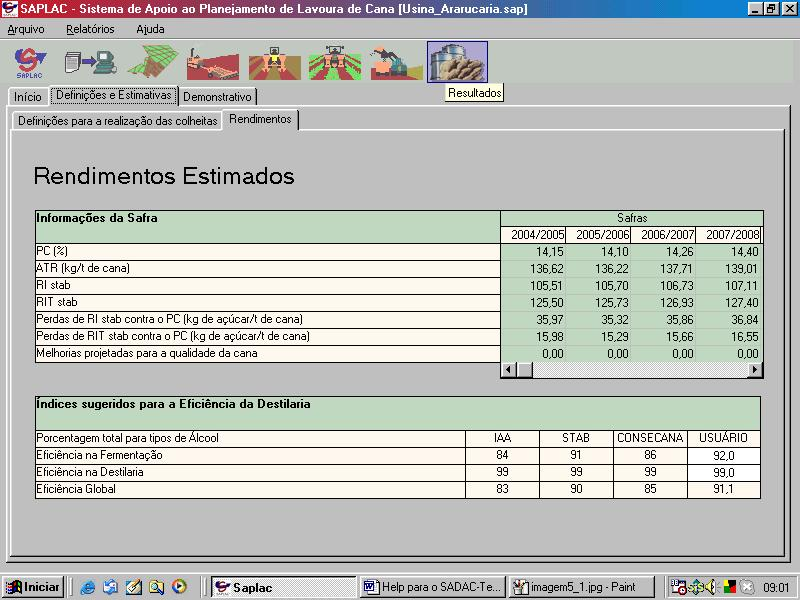 SAPLAC - Sistema de Apoio ao Planejamento de Lavoura de Cana [Usina_Ararucaria.sap]
Arquivo Relatórios Ajuda
SAPLAC
Resultados
Início Definições e Estimativas Demonstrativo
Definições para a realização das colheitas Rendimentos
Rendimentos Estimados
Informações da Safra Safras
2004/2005 2005/2006 2006/2007 2007/2008
PC (%) 14,15 14,10 14,26 14,40
ATR (kg/t de cana) 136,62 136,22 137,71 139,01
RI stab 105,51 105,70 106,73 107,11
RIT stab 125,50 125,73 126,93 127,40
Perdas de RI stab contra o PC (kg de açúcar/t de cana) 35,97 35,32 35,86 36,84
Perdas de RIT stab contra o PC (kg de açúcar/t de cana) 15,98 15,29 15,66 16,55
Melhorias projetadas para a qualidade da cana 0,00 0,00 0,00 0,00
Índices sugeridos para a Eficiência da Destilaria
Porcentagem total para tipos de Álcool IAA STAB CONSECANA USUÁRIO
Eficiência na Fermentação 84 91 86 92,0
Eficiência na Destilaria 99 99 99 99,0
Eficiência Global 83 90 85 91,1
Iniciar Saplac Help para o SADAC-Te... imagem5_1.jpg - Paint 09:01